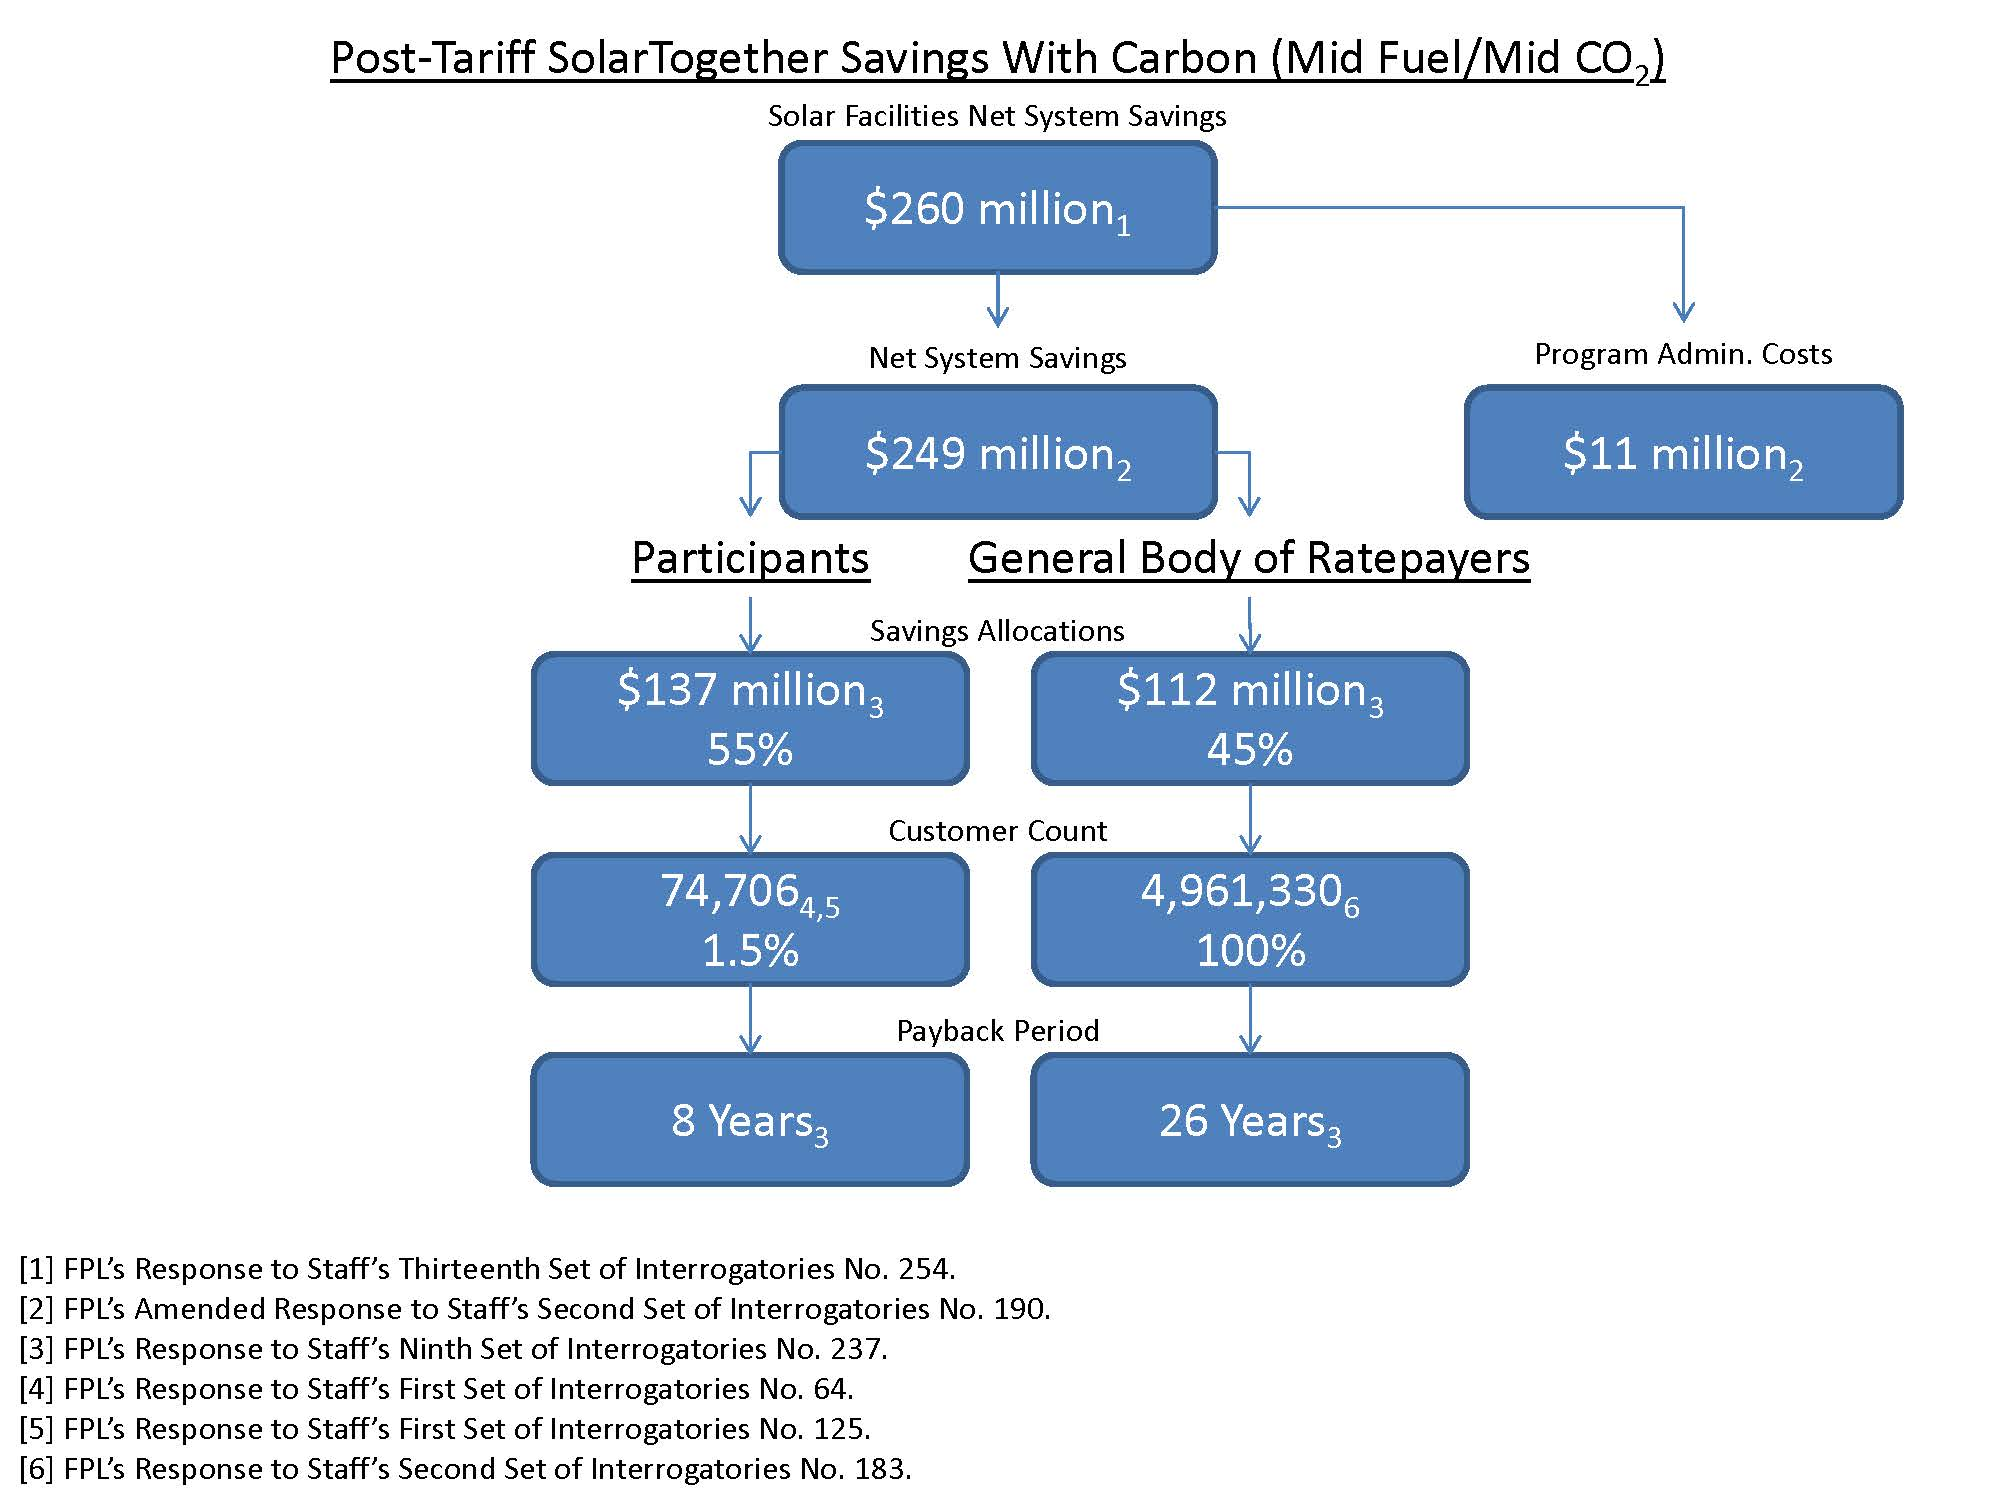 Post-Tariff SolarTogether Savings With Carbon (Mid Fuel/Mid CO₂)
Solar Facilities Net System Savings
$260 million₁
Net System Savings
Program Admin. Costs
$249 million₂
$11 million₂
Participants
General Body of Ratepayers
Savings Allocations
$137 million₃
55%
$112 million₃
45%
Customer Count
74,706₄,₅
1.5%
4,961,330₆
100%
Payback Period
8 Years₃
26 Years₃
[1] FPL’s Response to Staff’s Thirteenth Set of Interrogatories No. 254.
[2] FPL’s Amended Response to Staff’s Second Set of Interrogatories No. 190.
[3] FPL’s Response to Staff’s Ninth Set of Interrogatories No. 237.
[4] FPL’s Response to Staff’s First Set of Interrogatories No. 64.
[5] FPL’s Response to Staff’s First Set of Interrogatories No. 125.
[6] FPL’s Response to Staff’s Second Set of Interrogatories No. 183.